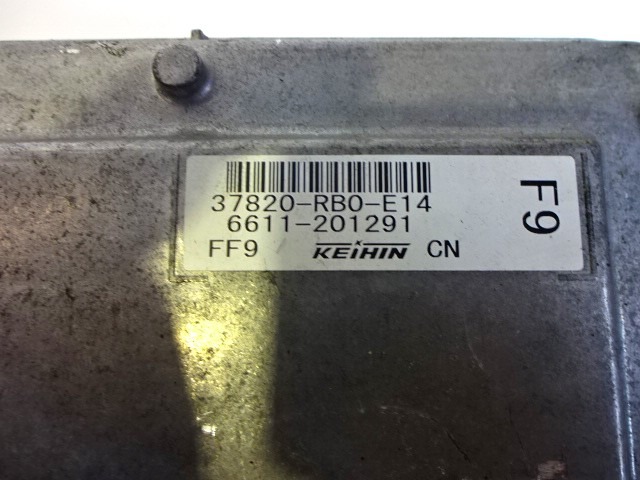 37820-RB0-E14
6611-201291
FF9 KEIHIN CN
F9